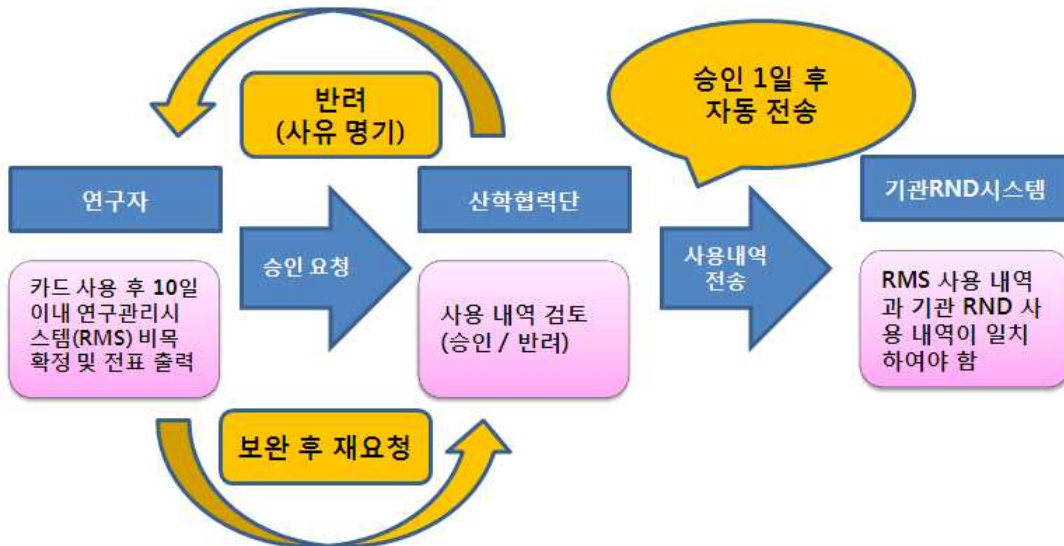 반려
(사유 명기)
승인 1일 후
자동 전송
연구자
산학협력단
기관RND시스템
승인 요청
사용내역
전송
카드 사용 후 10일
이내 연구관리시
스템(RMS) 비목
확정 및 전표 출력
사용 내역 검토
(승인 / 반려)
RMS 사용 내역
과 기관 RND 사
용 내역이 일치
하여야 함
보완 후 재요청